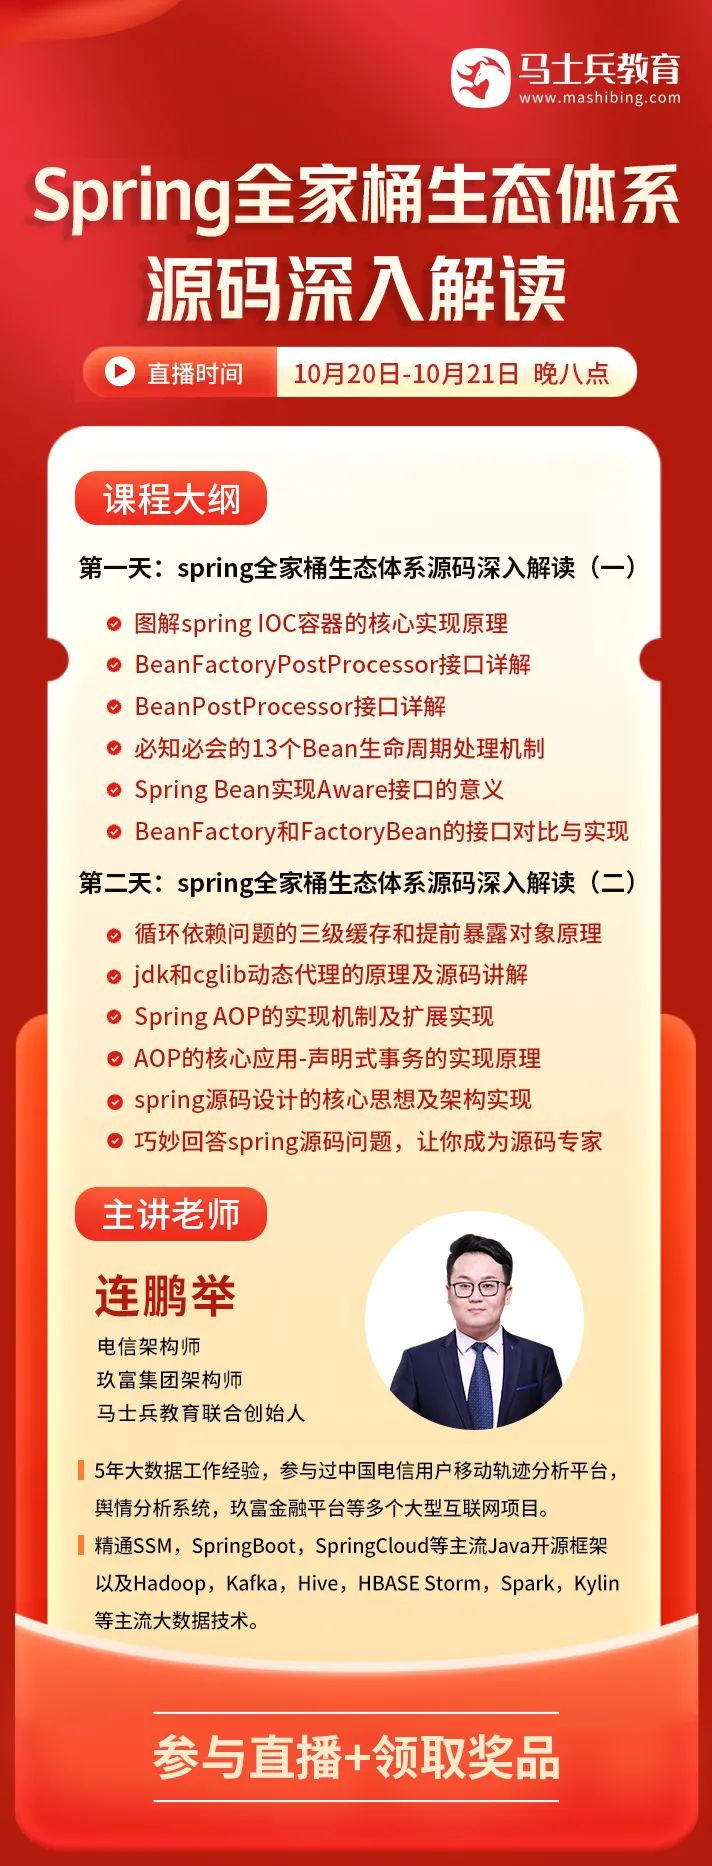 马士兵教育
www.mashibing.com
Spring全家桶生态体系
源码深入解读
直播时间 10月20日-10月21日 晚八点
课程大纲
第一天：spring全家桶生态体系源码深入解读（一）
图解spring IOC容器的核心实现原理
BeanFactoryPostProcessor接口详解
BeanPostProcessor接口详解
必知必会的13个Bean生命周期处理机制
Spring Bean实现Aware接口的意义
BeanFactory和FactoryBean的接口对比与实现
第二天：spring全家桶生态体系源码深入解读（二）
循环依赖问题的三级缓存和提前暴露对象原理
jdk和cglib动态代理的原理及源码讲解
Spring AOP的实现机制及扩展实现
AOP的核心应用-声明式事务的实现原理
spring源码设计的核心思想及架构实现
巧妙回答spring源码问题，让你成为源码专家
主讲老师
连鹏举
电信架构师
玖富集团架构师
马士兵教育联合创始人
5年大数据工作经验，参与过中国电信用户移动轨迹分析平台，
舆情分析系统，玖富金融平台等多个大型互联网项目。
精通SSM，SpringBoot，SpringCloud等主流Java开源框架
以及Hadoop，Kafka，Hive，HBASE Storm，Spark，Kylin
等主流大数据技术。
参与直播+领取奖品